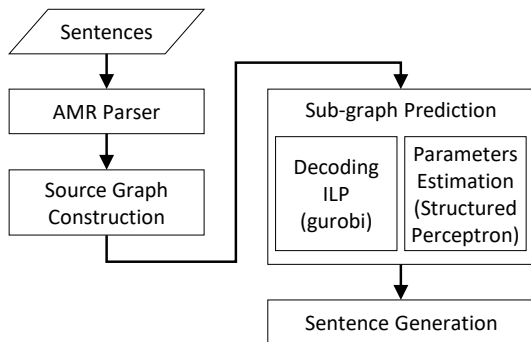 Sentences
AMR Parser
Source Graph
Construction
Sub-graph Prediction
Decoding
ILP
(gurobi)
Parameters
Estimation
(Structured
Perceptron)
Sentence Generation